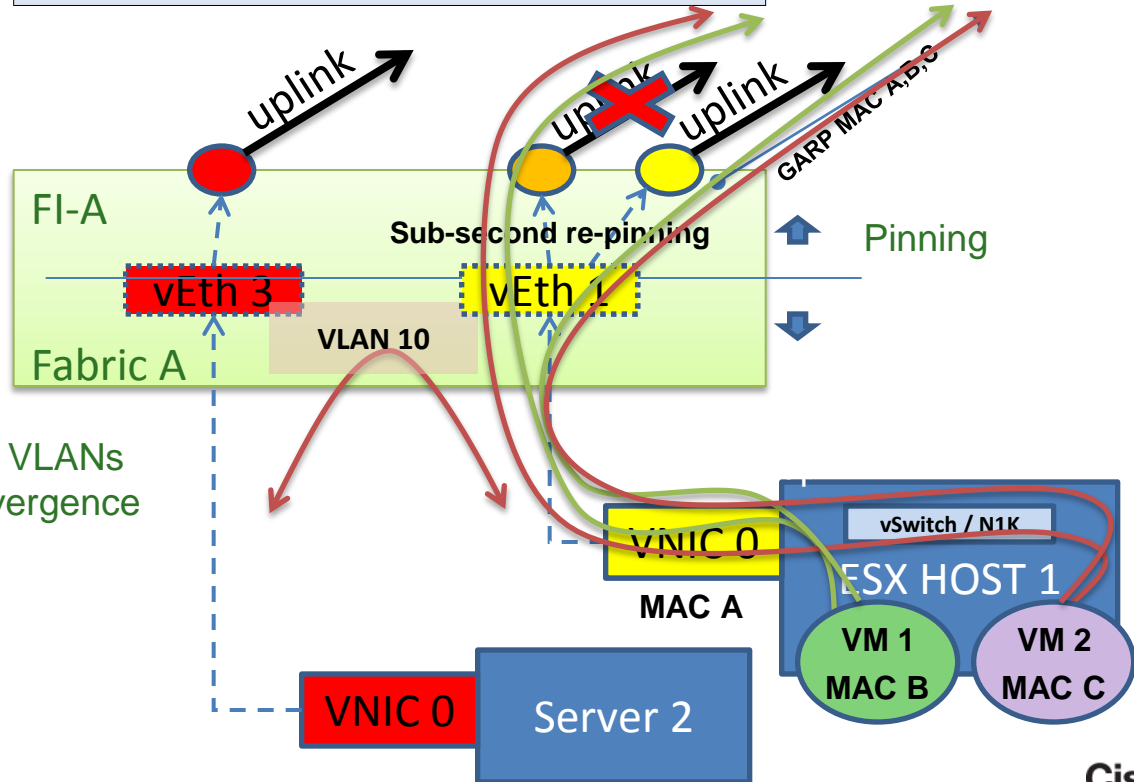 uplink
uplink
uplink
GARP MAC A,B,C
FI-A
Sub-second re-pinning
Pinning
vEth 3
vEth 1
VLAN 10
Fabric A
VLANs
vergence
vSwitch / N1K
VNIC 0
ESX HOST 1
MAC A
VM 1
MAC B
VM 2
MAC C
VNIC 0
Server 2
Cis